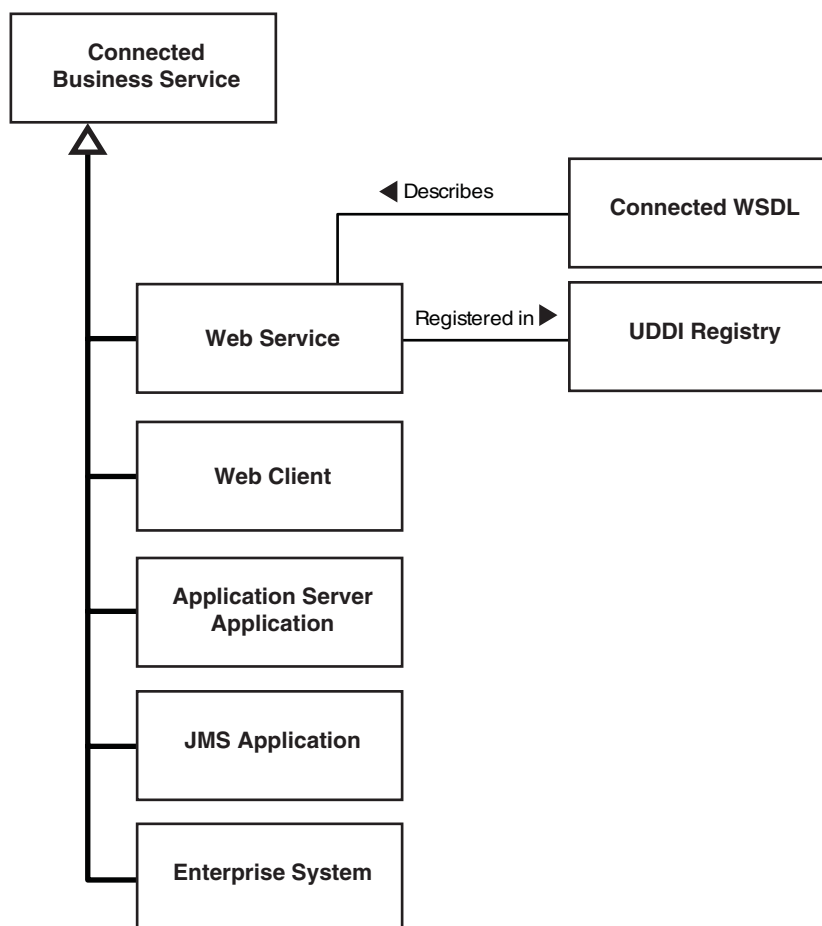 Connected
Business Service
Describes
Connected WSDL
Web Service
Registered in
UDDI Registry
Web Client
Application Server
Application
JMS Application
Enterprise System